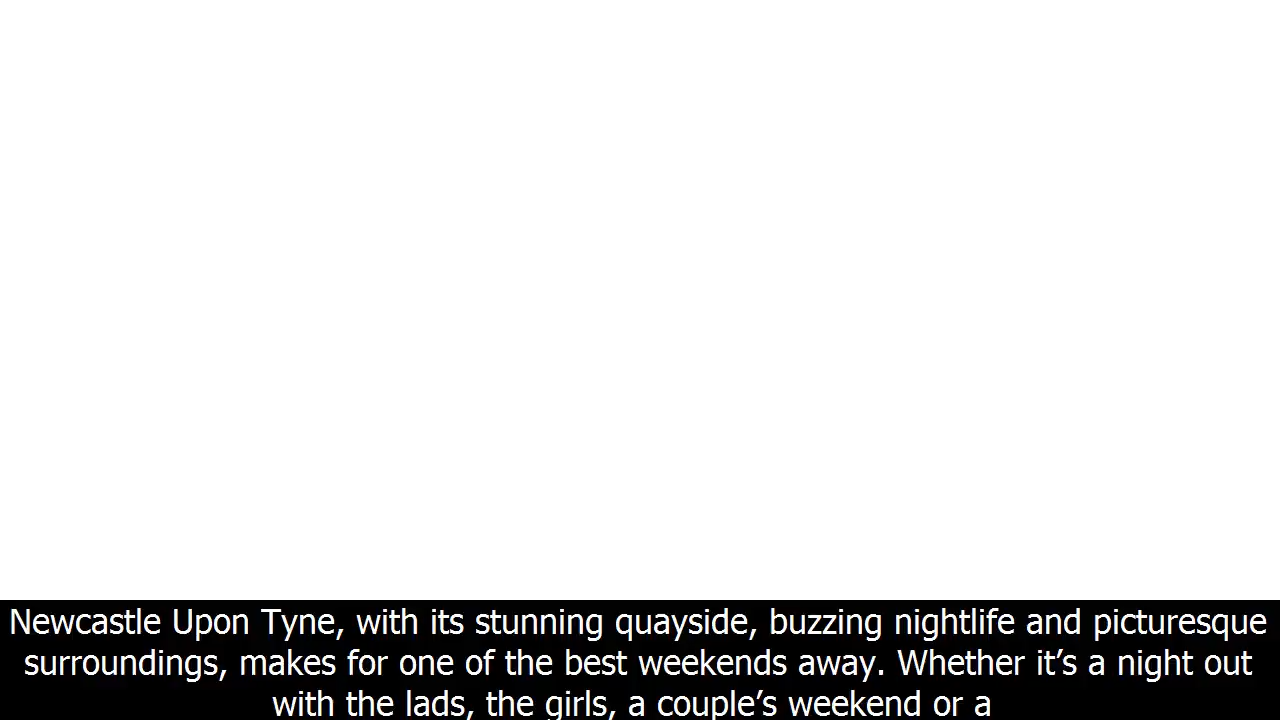 Newcastle Upon Tyne, with its stunning quayside, buzzing nightlife and picturesque
surroundings, makes for one of the best weekends away. Whether it’s a night out
with the lads, the girls, a couple’s weekend or a